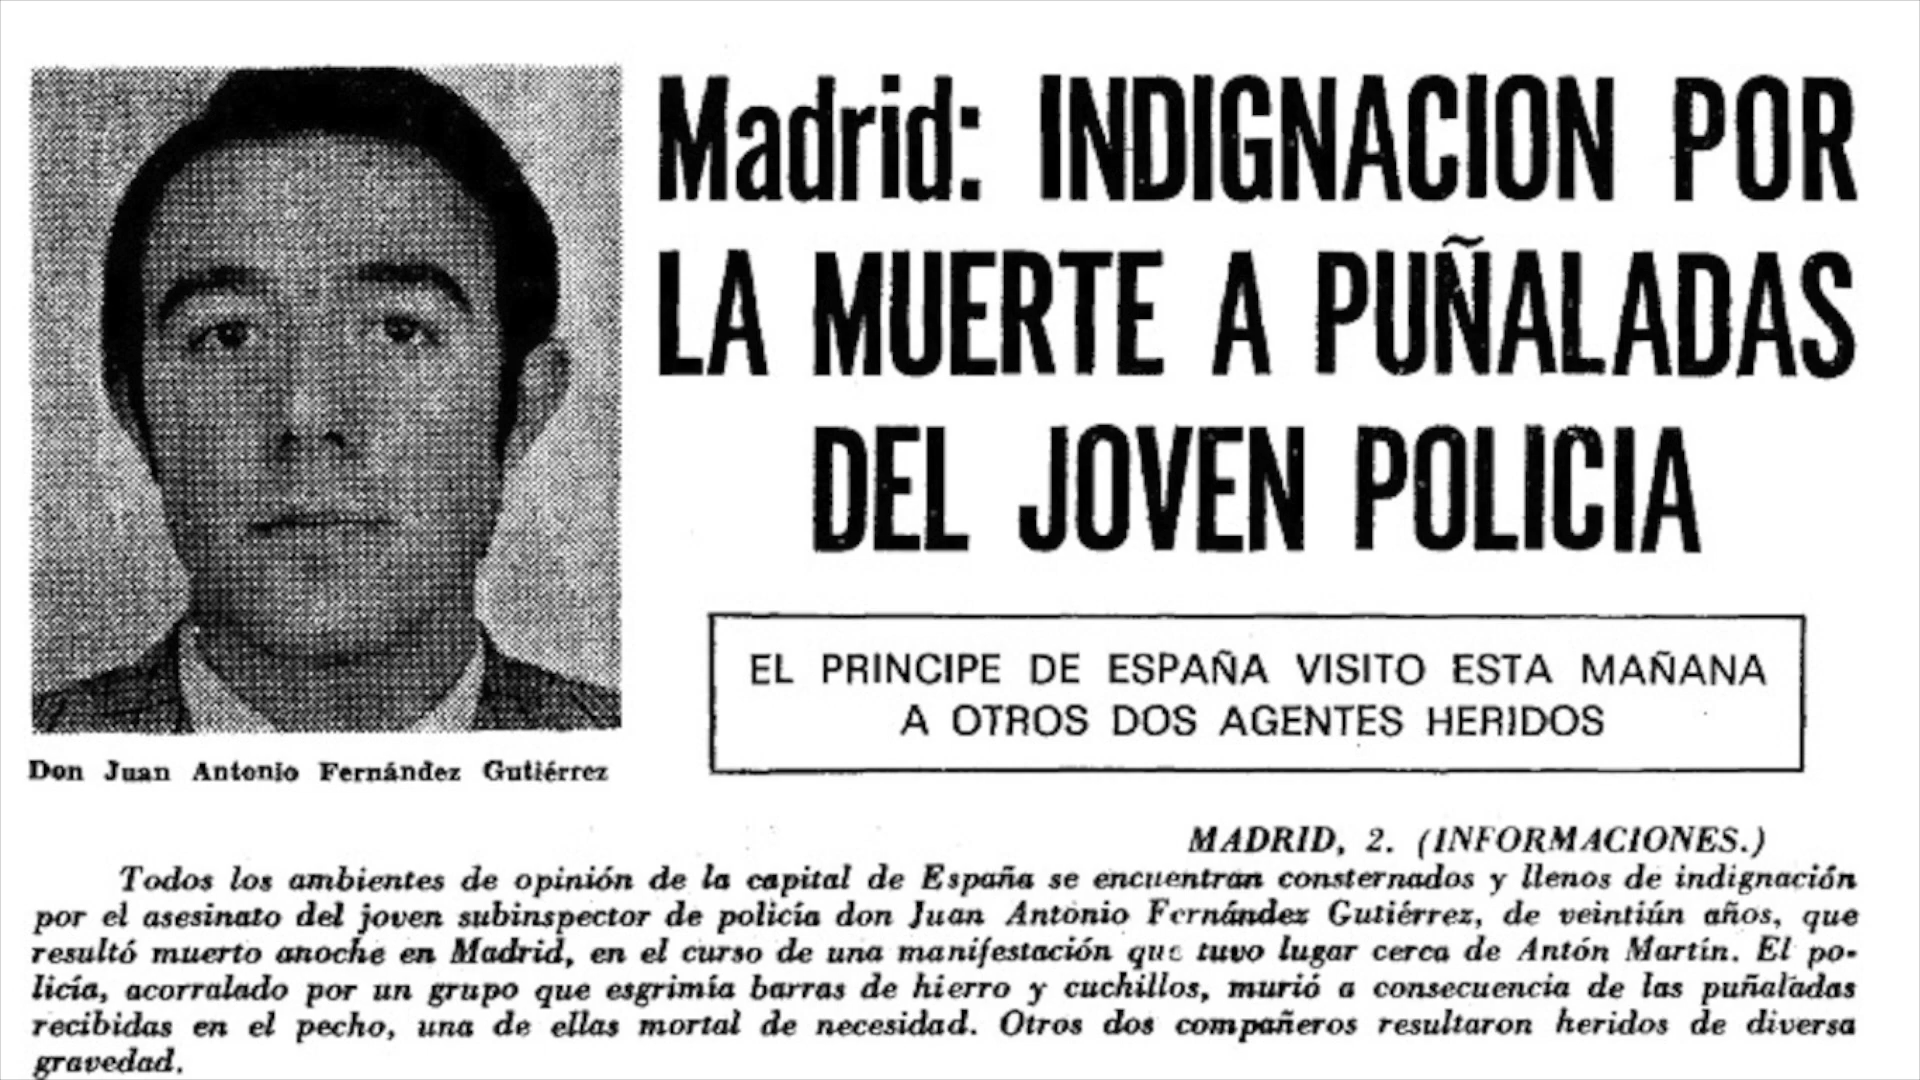 Madrid: INDIGNACION POR
LA MUERTE A PUÑALADAS
DEL JOVEN POLICIA
EL PRINCIPE DE ESPAÑA VISITO ESTA MAÑANA
A OTROS DOS AGENTES HERIDOS
Don Juan Antonio Fernández Gutiérrez
MADRID, 2. (INFORMACIONES.)
Todos los ambientes de opinión de la capital de España se encuentran consternados y llenos de indignación
por el asesinato del joven subinspector de policía don Juan Antonio Fernández Gutiérrez, de veintiún años, que
resultó muerto anoche en Madrid, en el curso de una manifestación que tuvo lugar cerca de Antón Martín. El po-
licía, acorralado por un grupo que esgrimía barras de hierro y cuchillos, murió a consecuencia de las puñaladas
recibidas en el pecho, una de ellas mortal de necesidad. Otros dos compañeros resultaron heridos de diversa
gravedad.